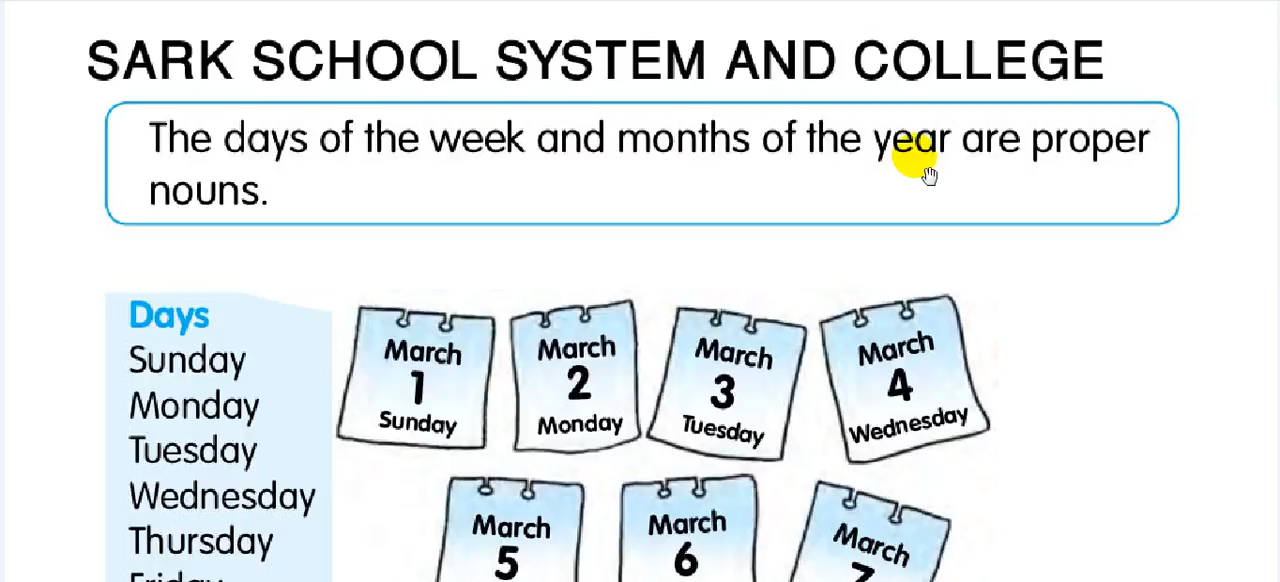 SARK SCHOOL SYSTEM AND COLLEGE
The days of the week and months of the year are proper
nouns.
Days
Sunday
Monday
Tuesday
Wednesday
Thursday
Friday
March
1
Sunday
March
2
Monday
March
3
Tuesday
March
4
Wednesday
March
5
March
6
March
7